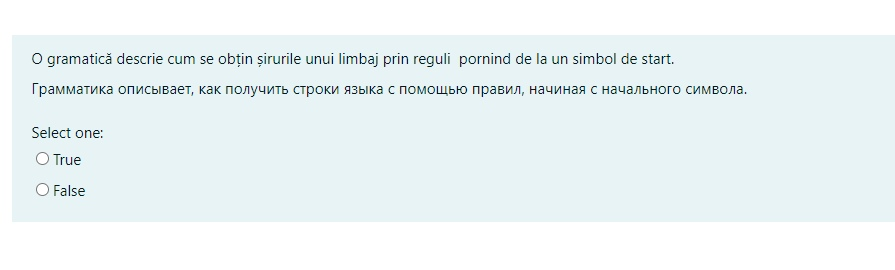 O gramatică descrie cum se obțin șirurile unui limbaj prin reguli  pornind de la un simbol de start.
Грамматика описывает, как получить строки языка с помощью правил, начиная с начального символа.
Select one:
True
False